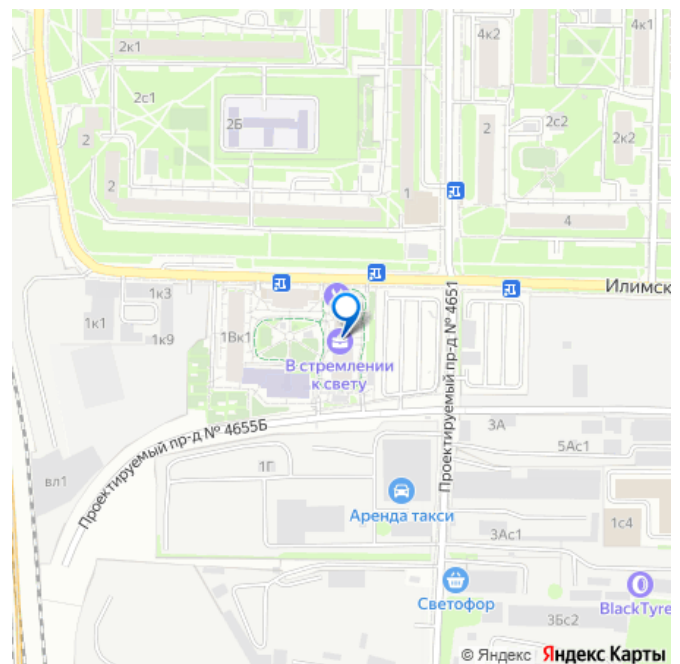 2к1
4к2
4к1
2с1
2Б
2
2
2с2
2
2к2
2
1
4
Илимск
1к3
1к1
1к9
1Вк1
В стремлении
к свету
Проектируемый пр-д № 4651
Проектируемый пр-д № 4655Б
3А
5Ас1
1Г
вл1
Аренда такси
1с4
3Ас1
Светофор
BlackTyre
3Бс2
© Яндекс Яндекс Карты